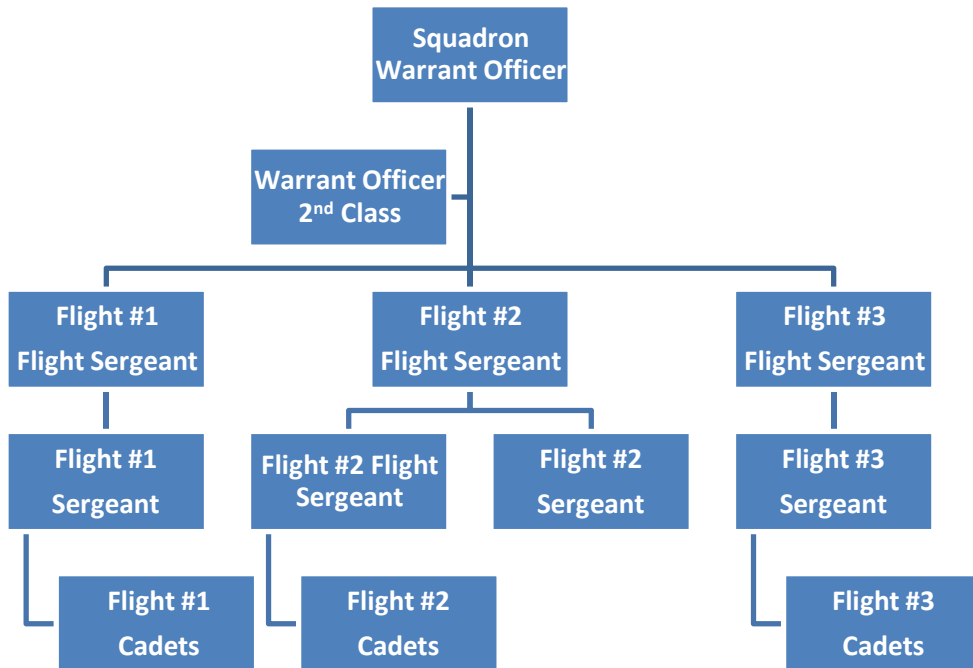 Squadron
Warrant Officer
Warrant Officer
2nd Class
Flight #1
Flight Sergeant
Flight #2
Flight Sergeant
Flight #3
Flight Sergeant
Flight #1
Sergeant
Flight #2 Flight
Sergeant
Flight #2
Sergeant
Flight #3
Sergeant
Flight #1
Cadets
Flight #2
Cadets
Flight #3
Cadets